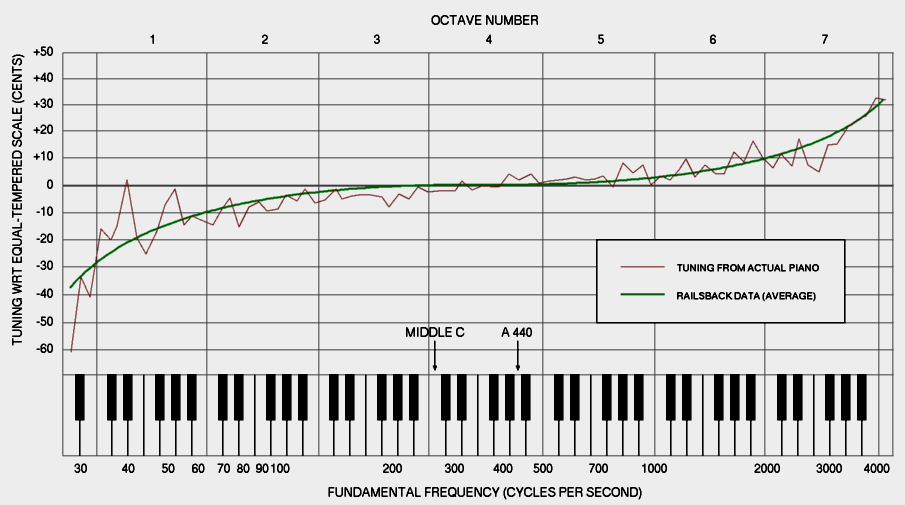 OCTAVE NUMBER
1 2 3 4 5 6 7
TUNING WRT EQUAL-TEMPERED SCALE (CENTS)
+50
+40
+30
+20
+10
0
-10
-20
-30
-40
-50
-60
TUNING FROM ACTUAL PIANO
RAILSBACK DATA (AVERAGE)
MIDDLE C A 440
30 40 50 60 70 80 90 100 200 300 400 500 700 1000 2000 3000 4000
FUNDAMENTAL FREQUENCY (CYCLES PER SECOND)